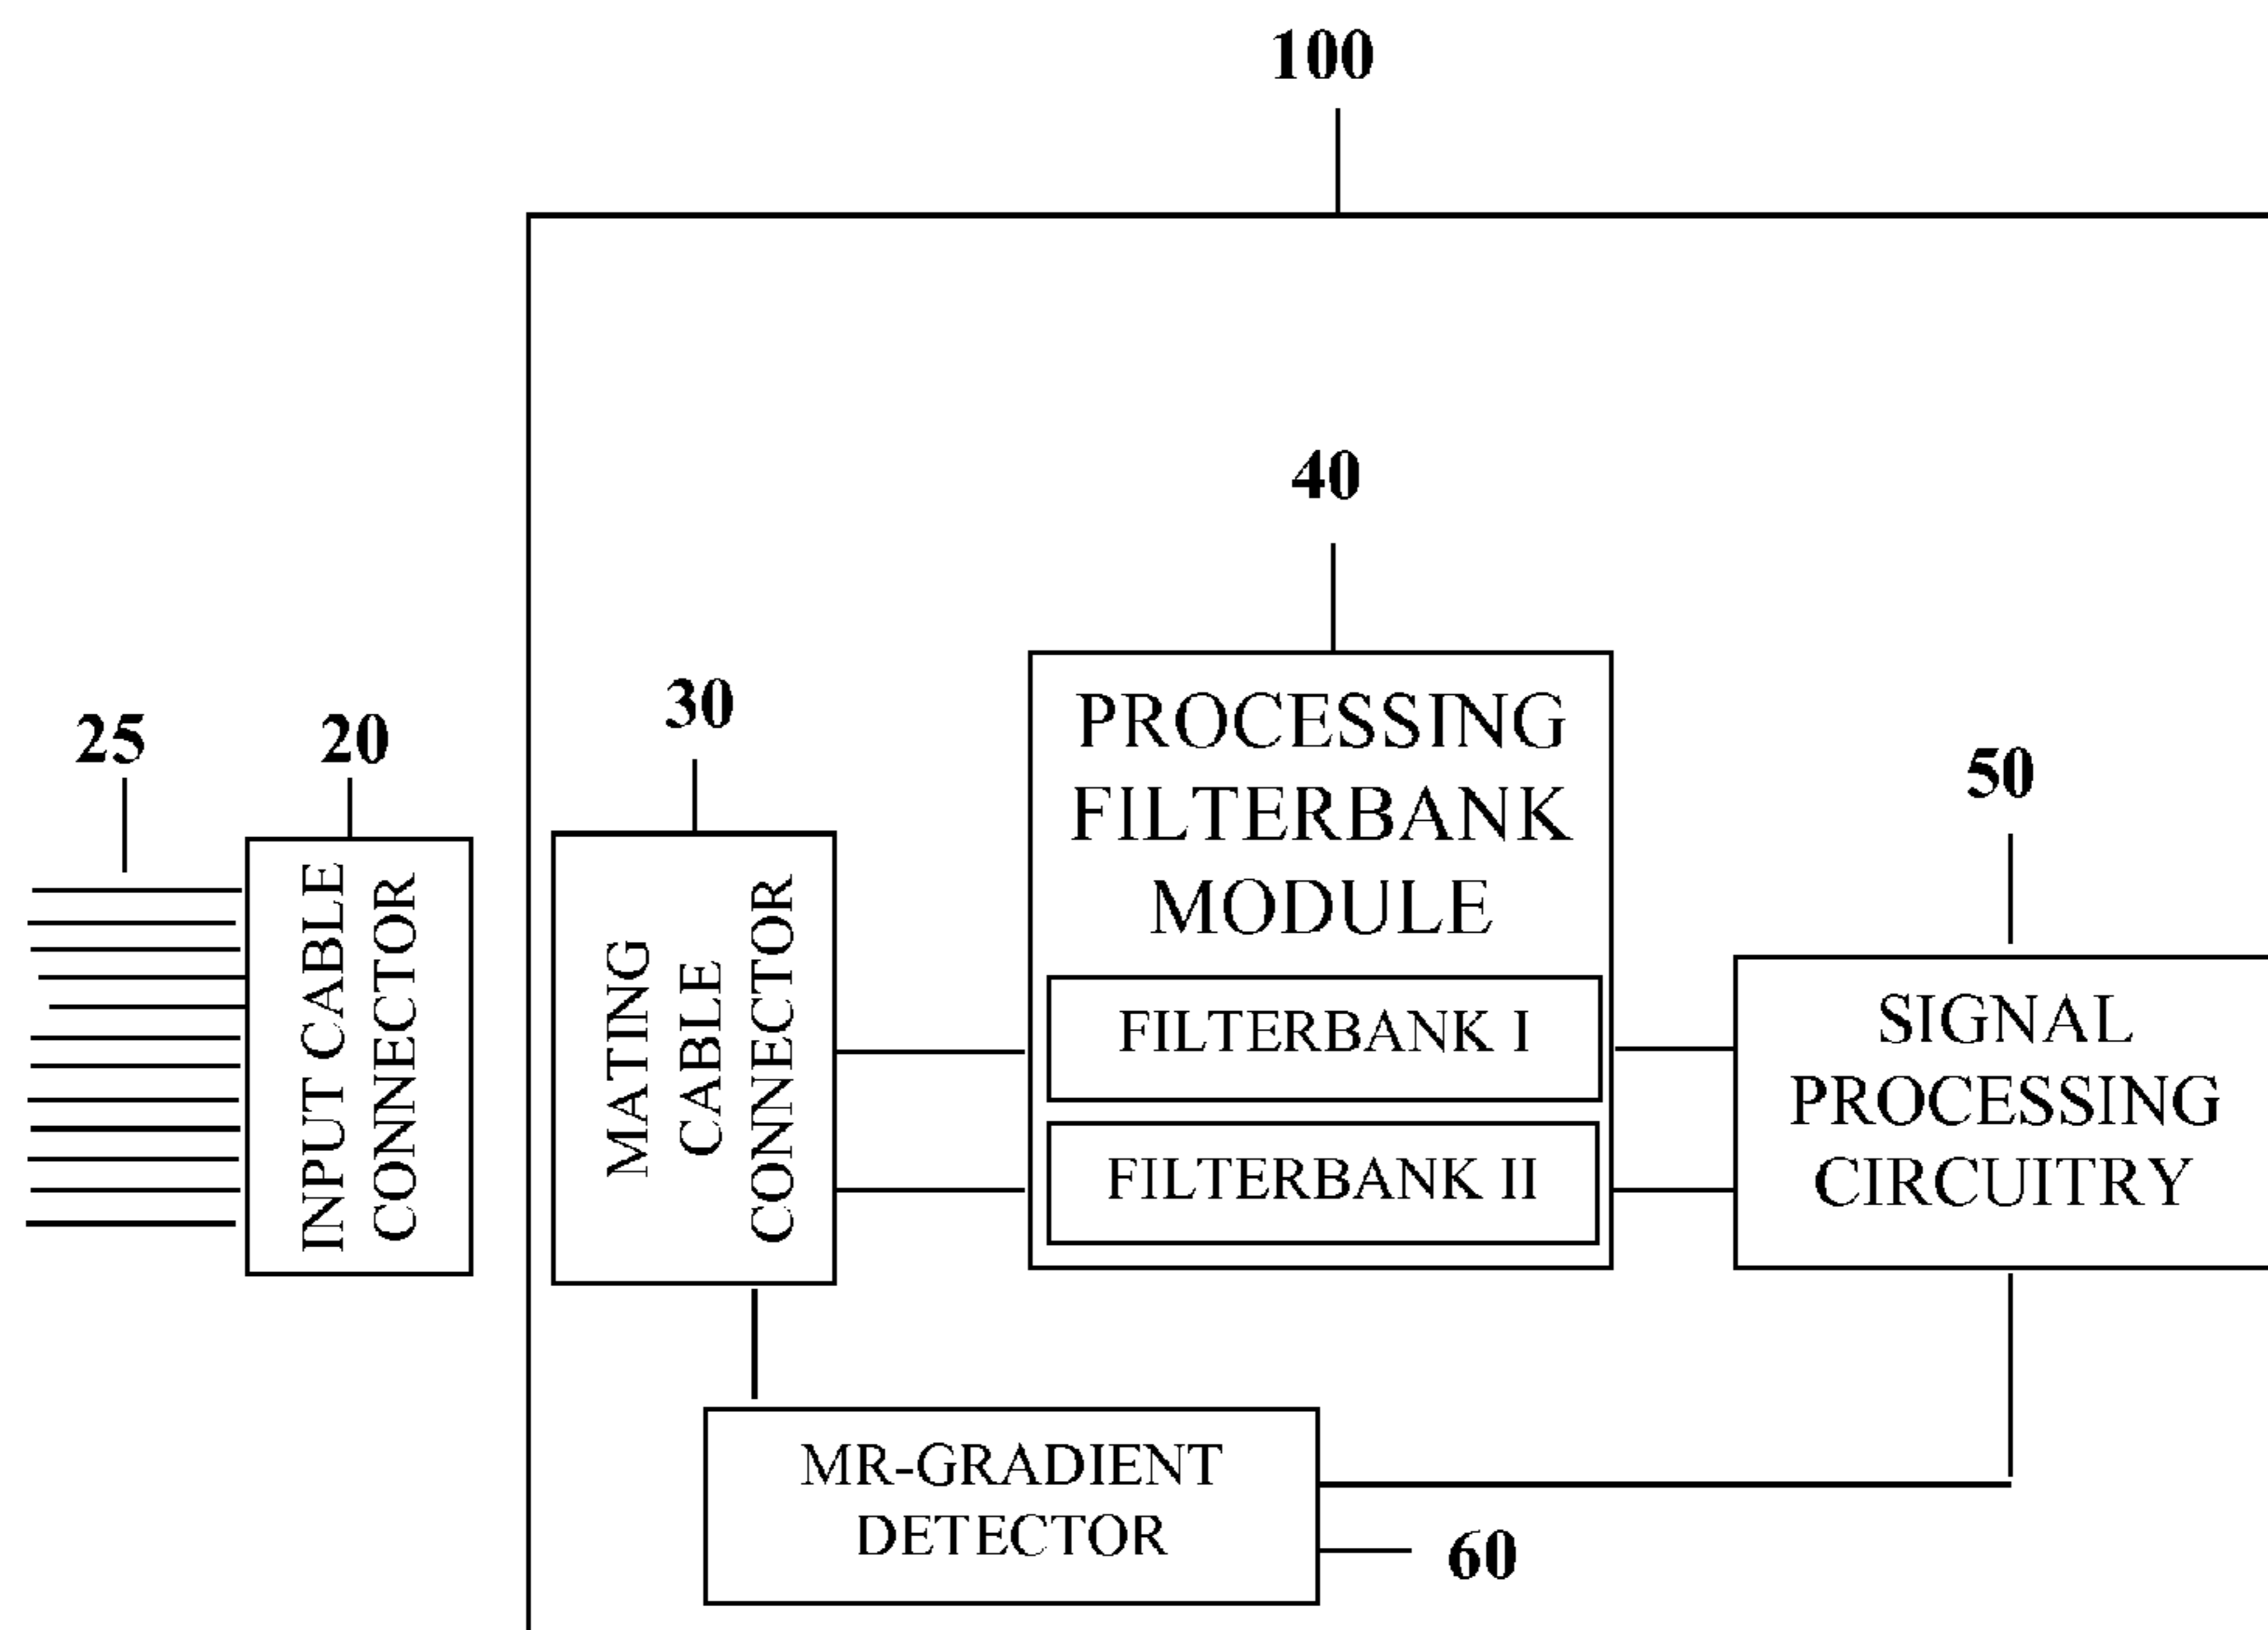 100
40
30
25
20
50
INPUT CABLE
CONNECTOR
MATING
CABLE
CONNECTOR
PROCESSING
FILTERBANK
MODULE
FILTERBANK I
FILTERBANK II
SIGNAL
PROCESSING
CIRCUITRY
MR-GRADIENT
DETECTOR
60